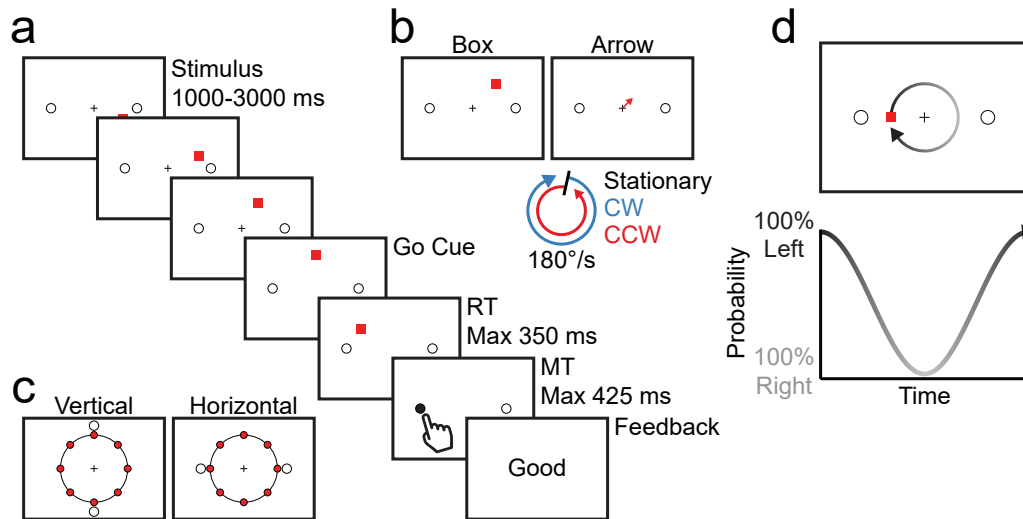 a
Stimulus
1000-3000 ms
Go Cue
RT
Max 350 ms
MT
Max 425 ms
Feedback
Good
b
Box
Arrow
Stationary
CW
CCW
180°/s
c
Vertical
Horizontal
d
100%
Left
Probability
100%
Right
Time